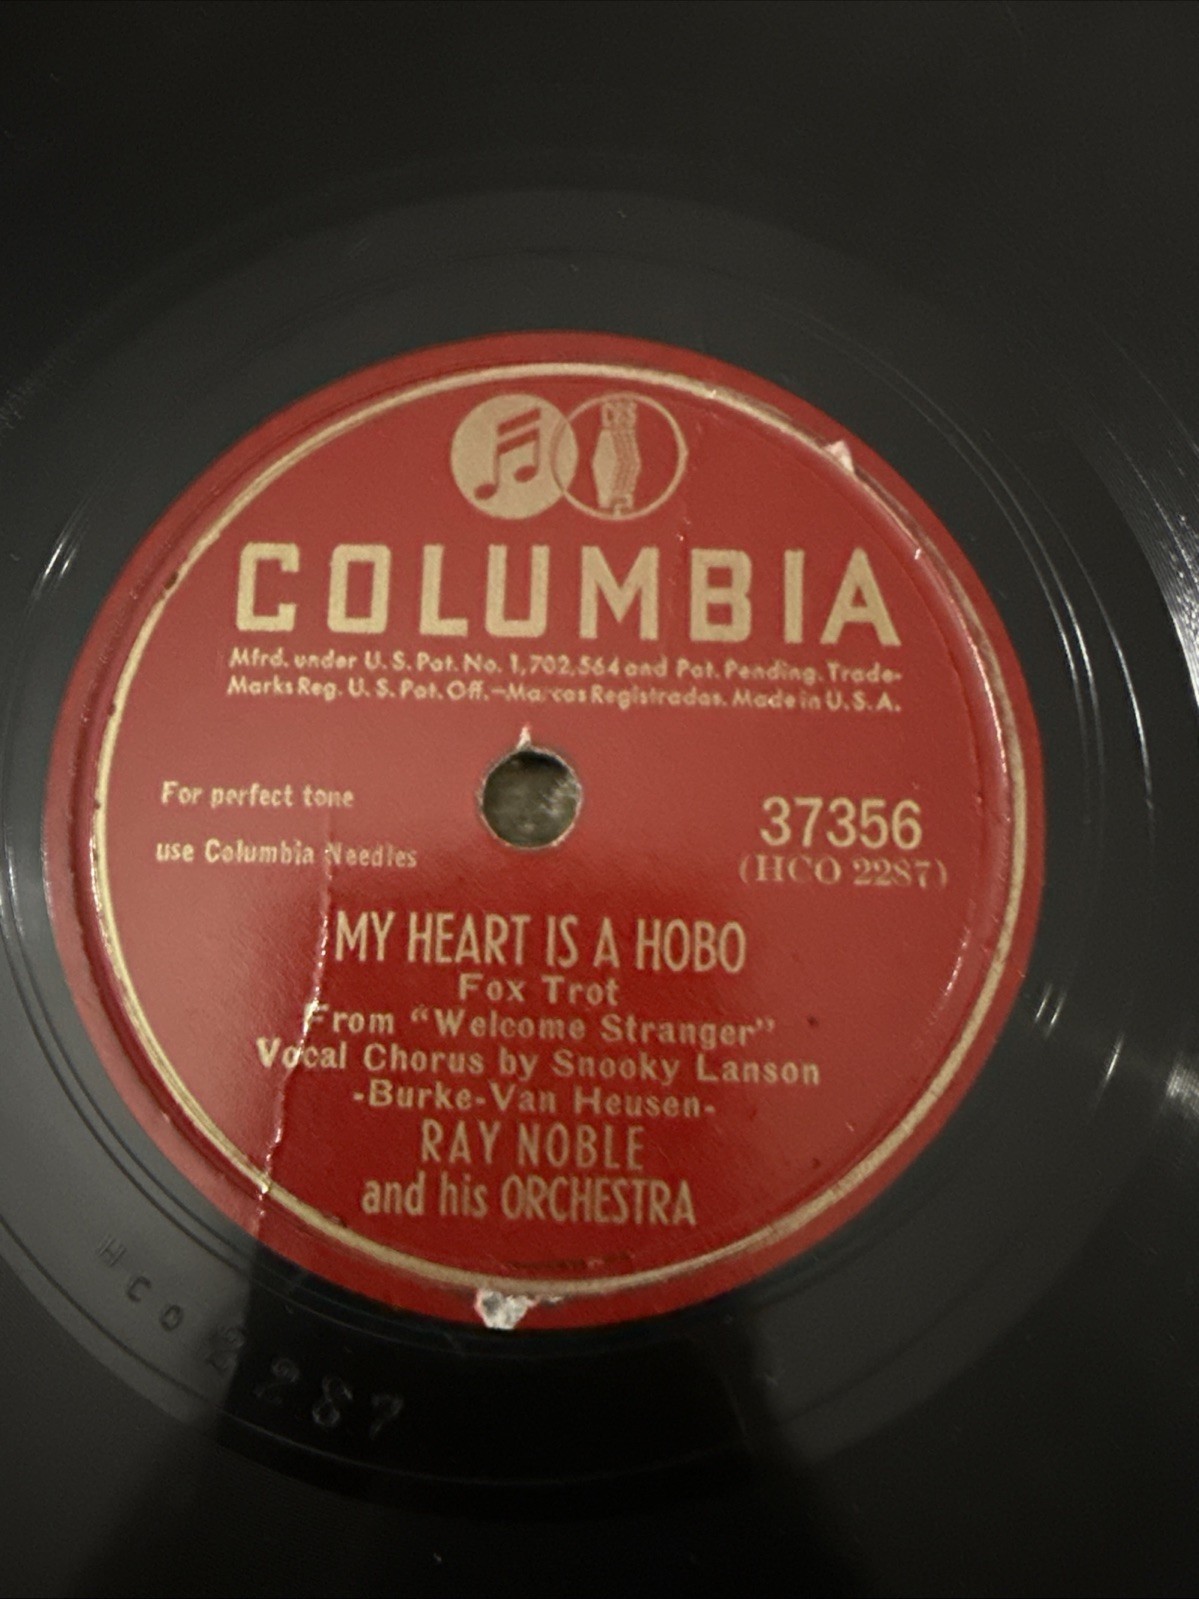 CBS
COLUMBIA
Mfrd. under U. S. Pat. No. 1,702,564 and Pat. Pending. Trade-
Marks Reg. U. S. Pat. Off.—Marcas Registradas. Made in U. S. A.
For perfect tone
use Columbia Needles
37356
(HCO 2287)
MY HEART IS A HOBO
Fox Trot
From “Welcome Stranger”
Vocal Chorus by Snooky Lanson
-Burke-Van Heusen-
RAY NOBLE
and his ORCHESTRA
HCO 2287